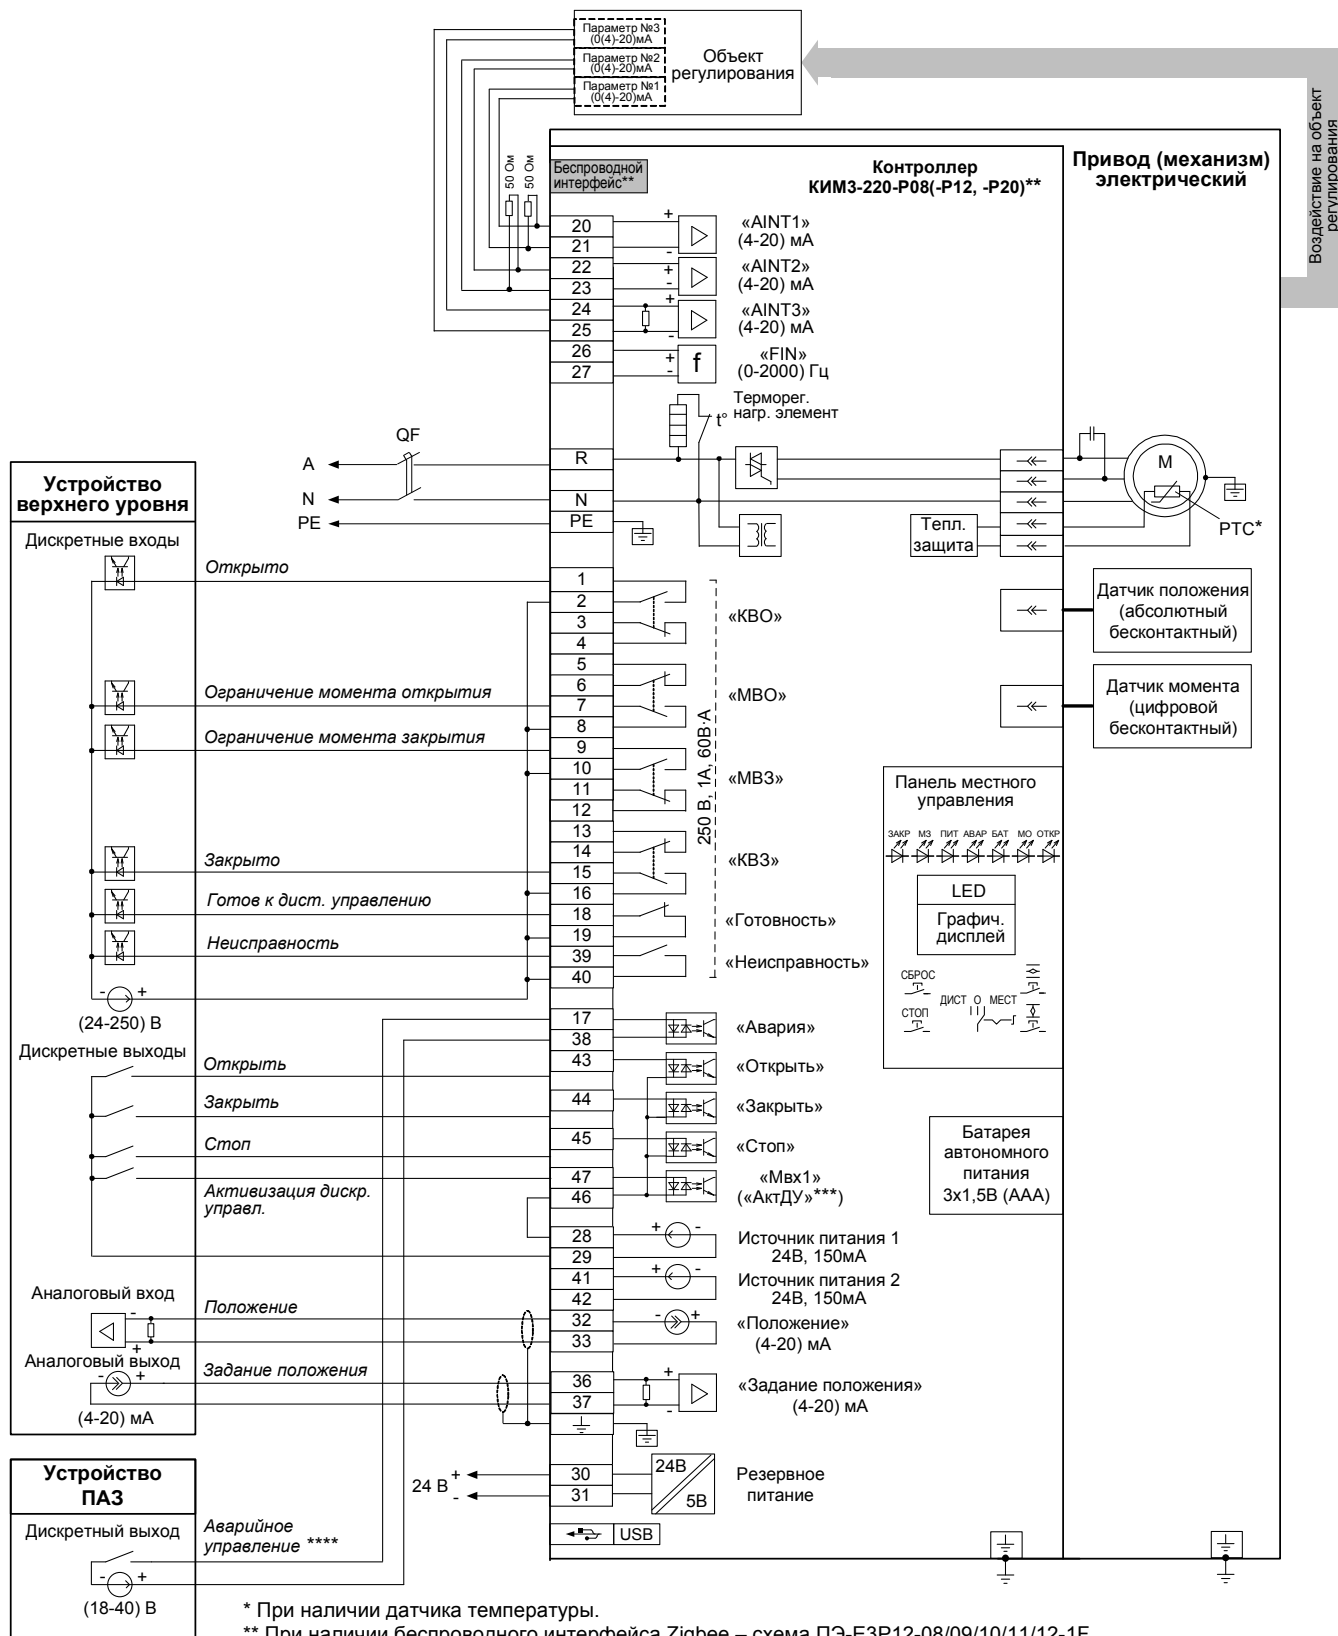 Параметр №3
(0(4)-20)мА
Параметр №2
(0(4)-20)мА
Параметр №1
(0(4)-20)мА
Объект
регулирования
Воздействие на объект
регулирования
50 Ом
50 Ом
Беспроводной
интерфейс**
Контроллер
КИМ3-220-Р08(-Р12, -Р20)**
Привод (механизм)
электрический
20
21
22
23
24
25
26
27
+
-
«AINT1»
(4-20) мА
+
-
«AINT2»
(4-20) мА
+
-
«AINT3»
(4-20) мА
+
-
f
«FIN»
(0-2000) Гц
Терморег.
нагр. элемент
t°
QF
A
N
PE
R
N
PE
Тепл.
защита
M
PTC*
Устройство
верхнего уровня
Дискретные входы
Открыто
Ограничение момента открытия
Ограничение момента закрытия
Закрыто
Готов к дист. управлению
Неисправность
- +
(24-250) В
1
2
3
4
5
6
7
8
9
10
11
12
13
14
15
16
18
19
39
40
«КВО»
«МВО»
«МВЗ»
«КВЗ»
«Готовность»
«Неисправность»
250 В, 1А, 60В·А
Датчик положения
(абсолютный
бесконтактный)
Датчик момента
(цифровой
бесконтактный)
Панель местного
управления
ЗАКР МЗ ПИТ АВАР БАТ МО ОТКР
LED
Графич.
дисплей
СБРОС
СТОП
ДИСТ О МЕСТ
Дискретные выходы
Открыть
Закрыть
Стоп
Активизация дискр.
управл.
17
38
43
44
45
47
46
28
29
41
42
32
33
36
37
«Авария»
«Открыть»
«Закрыть»
«Стоп»
«Мвх1»
(«АктДУ»***)
+ -
Источник питания 1
24В, 150мА
+ -
Источник питания 2
24В, 150мА
- +
«Положение»
(4-20) мА
+
-
«Задание положения»
(4-20) мА
Батарея
автономного
питания
3х1,5В (ААА)
Аналоговый вход
-
+
Положение
Аналоговый выход
- +
Задание положения
(4-20) мА
24 В
+
-
30
31
24В
5В
Резервное
питание
USB
Устройство
ПАЗ
Дискретный выход
Аварийное
управление ****
- +
(18-40) В
* При наличии датчика температуры.
** При наличии беспроводного интерфейса Zigbee – схема